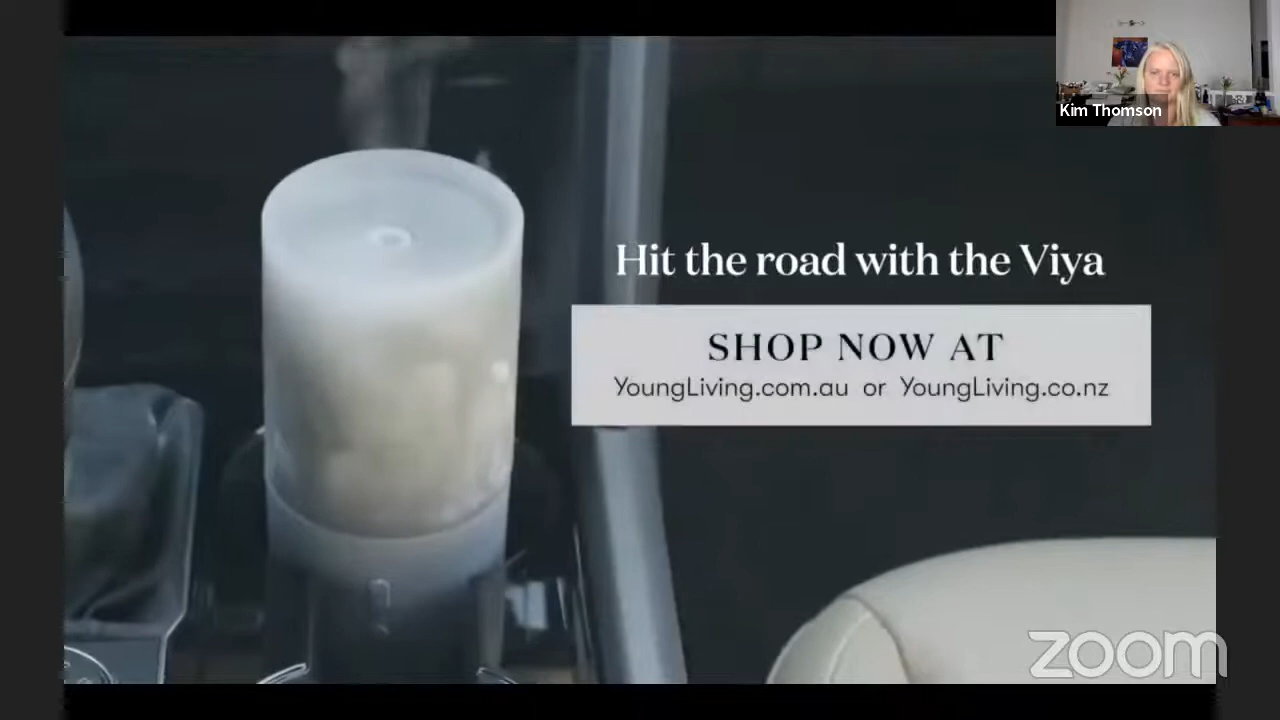 Kim Thomson
Hit the road with the Viya
SHOP NOW AT
YoungLiving.com.au or YoungLiving.co.nz
zoom